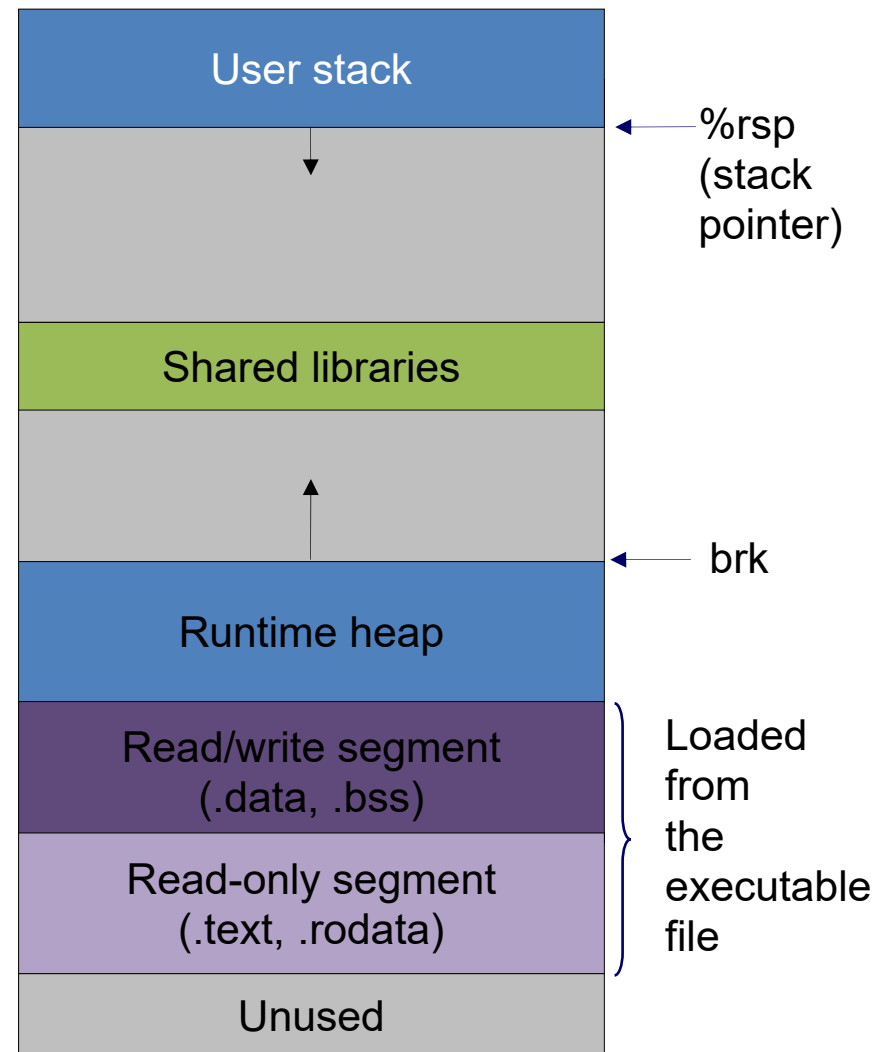 User stack
%rsp
(stack
pointer)
Shared libraries
brk
Runtime heap
Read/write segment
(.data, .bss)
Loaded
from
the
executable
file
Read-only segment
(.text, .rodata)
Unused